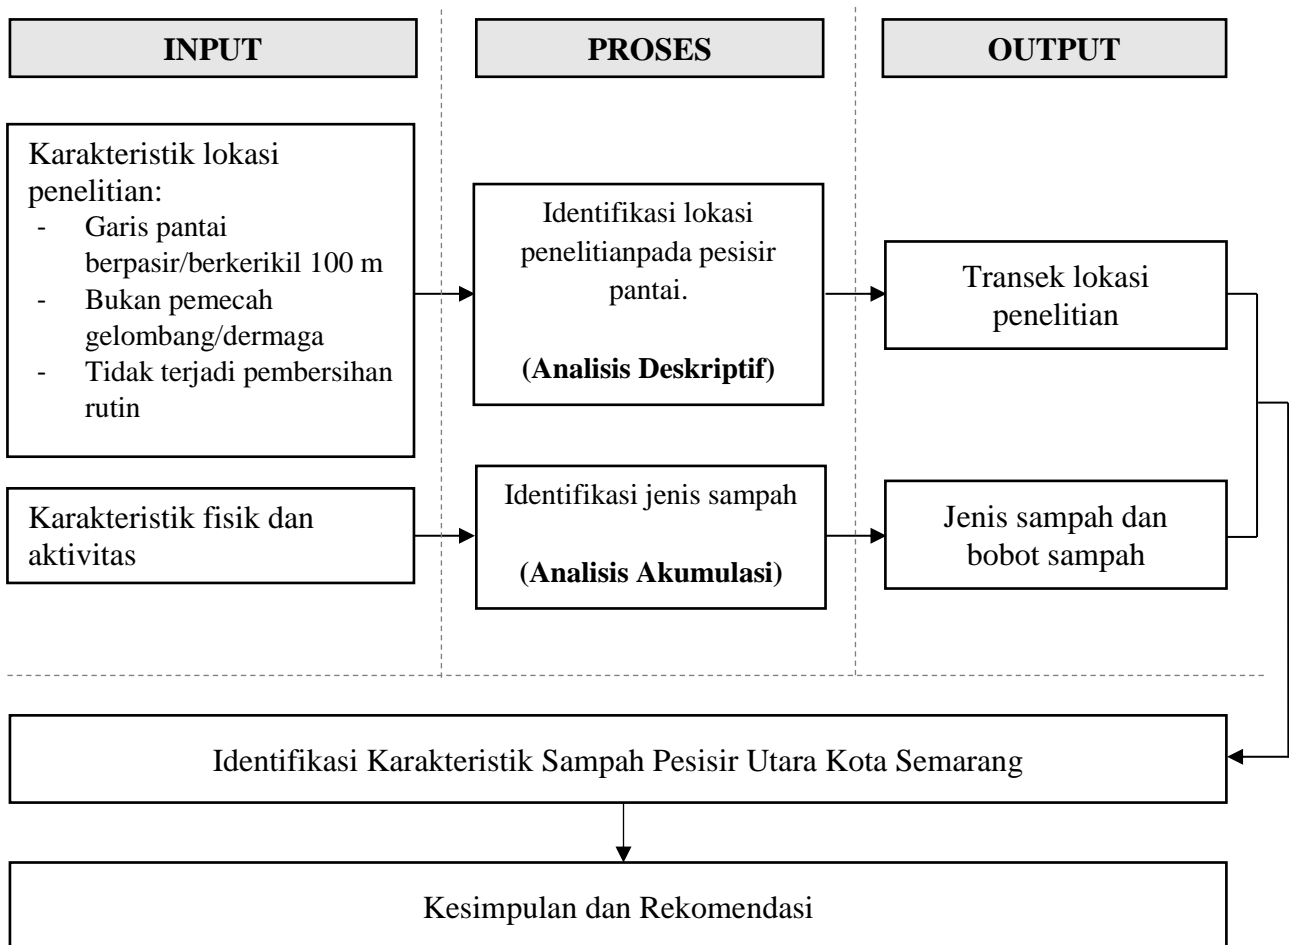 INPUT
PROSES
OUTPUT
Karakteristik lokasi
penelitian:
- Garis pantai
berpasir/berkerikil 100 m
- Bukan pemecah
gelombang/dermaga
- Tidak terjadi pembersihan
rutin
Identifikasi lokasi
penelitianpada pesisir
pantai.
(Analisis Deskriptif)
Transek lokasi
penelitian
Karakteristik fisik dan
aktivitas
Identifikasi jenis sampah
(Analisis Akumulasi)
Jenis sampah dan
bobot sampah
Identifikasi Karakteristik Sampah Pesisir Utara Kota Semarang
Kesimpulan dan Rekomendasi